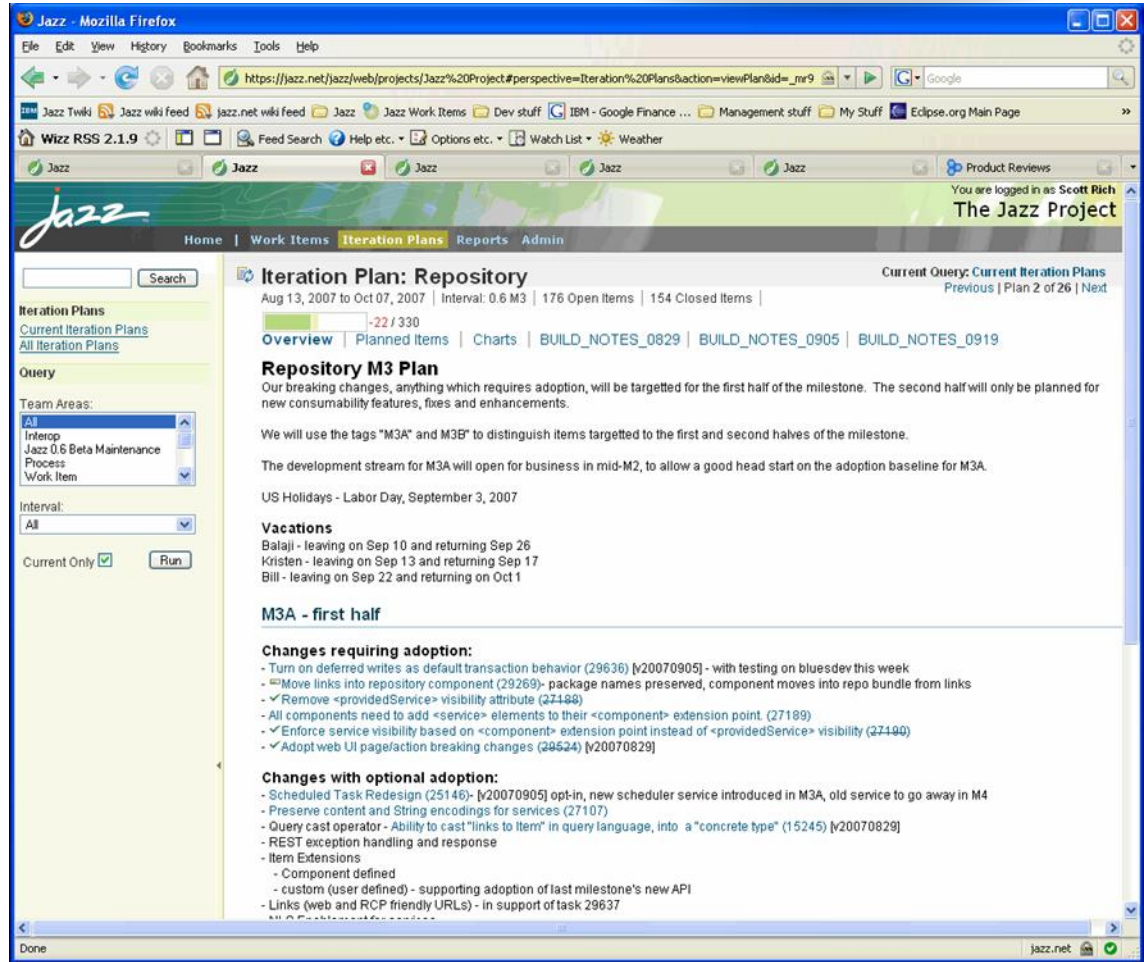 Jazz - Mozilla Firefox
File Edit View History Bookmarks Tools Help
https://jazz.net/jazz/web/projects/Jazz%20Project#perspective=Iteration%20Plans&action=viewPlan&id=_mr9
Google
IBM Jazz Twiki Jazz wiki feed jazz.net wiki feed Jazz Jazz Work Items Dev stuff IBM - Google Finance ... Management stuff My Stuff Eclipse.org Main Page »
Wizz RSS 2.1.9 Feed Search Help etc. Options etc. Watch List Weather
Jazz Jazz Jazz Jazz Jazz Product Reviews
You are logged in as Scott Rich
jazz The Jazz Project
Home | Work Items Iteration Plans Reports Admin
Search
Iteration Plans
Current Iteration Plans
All Iteration Plans
Query
Team Areas:
All
Interop
Jazz 0.6 Beta Maintenance
Process
Work Item
Interval:
All
Current Only Run
Iteration Plan: Repository
Current Query: Current Iteration Plans
Previous | Plan 2 of 26 | Next
Aug 13, 2007 to Oct 07, 2007 | Interval: 0.6 M3 | 176 Open Items | 154 Closed Items |
-22 / 330
Overview | Planned Items | Charts | BUILD_NOTES_0829 | BUILD_NOTES_0905 | BUILD_NOTES_0919
Repository M3 Plan
Our breaking changes, anything which requires adoption, will be targetted for the first half of the milestone. The second half will only be planned for
new consumability features, fixes and enhancements.
We will use the tags "M3A" and M3B" to distinguish items targetted to the first and second halves of the milestone.
The development stream for M3A will open for business in mid-M2, to allow a good head start on the adoption baseline for M3A.
US Holidays - Labor Day, September 3, 2007
Vacations
Balaji - leaving on Sep 10 and returning Sep 26
Kristen - leaving on Sep 13 and returning Sep 17
Bill - leaving on Sep 22 and returning on Oct 1
M3A - first half
Changes requiring adoption:
- Turn on deferred writes as default transaction behavior (29636) [v20070905] - with testing on bluesdev this week
- Move links into repository component (29269)- package names preserved, component moves into repo bundle from links
- ✓Remove <providedService> visibility attribute (27188)
- All components need to add <service> elements to their <component> extension point. (27189)
- ✓Enforce service visibility based on <component> extension point instead of <providedService> visibility (27190)
- ✓Adopt web UI page/action breaking changes (29524) [v20070829]
Changes with optional adoption:
- Scheduled Task Redesign (25146)- [v20070905] opt-in, new scheduler service introduced in M3A, old service to go away in M4
- Preserve content and String encodings for services (27107)
- Query cast operator - Ability to cast "links to Item" in query language, into a "concrete type" (15245) [v20070829]
- REST exception handling and response
- Item Extensions
- Component defined
- custom (user defined) - supporting adoption of last milestone's new API
- Links (web and RCP friendly URLs) - in support of task 29637
Done
jazz.net